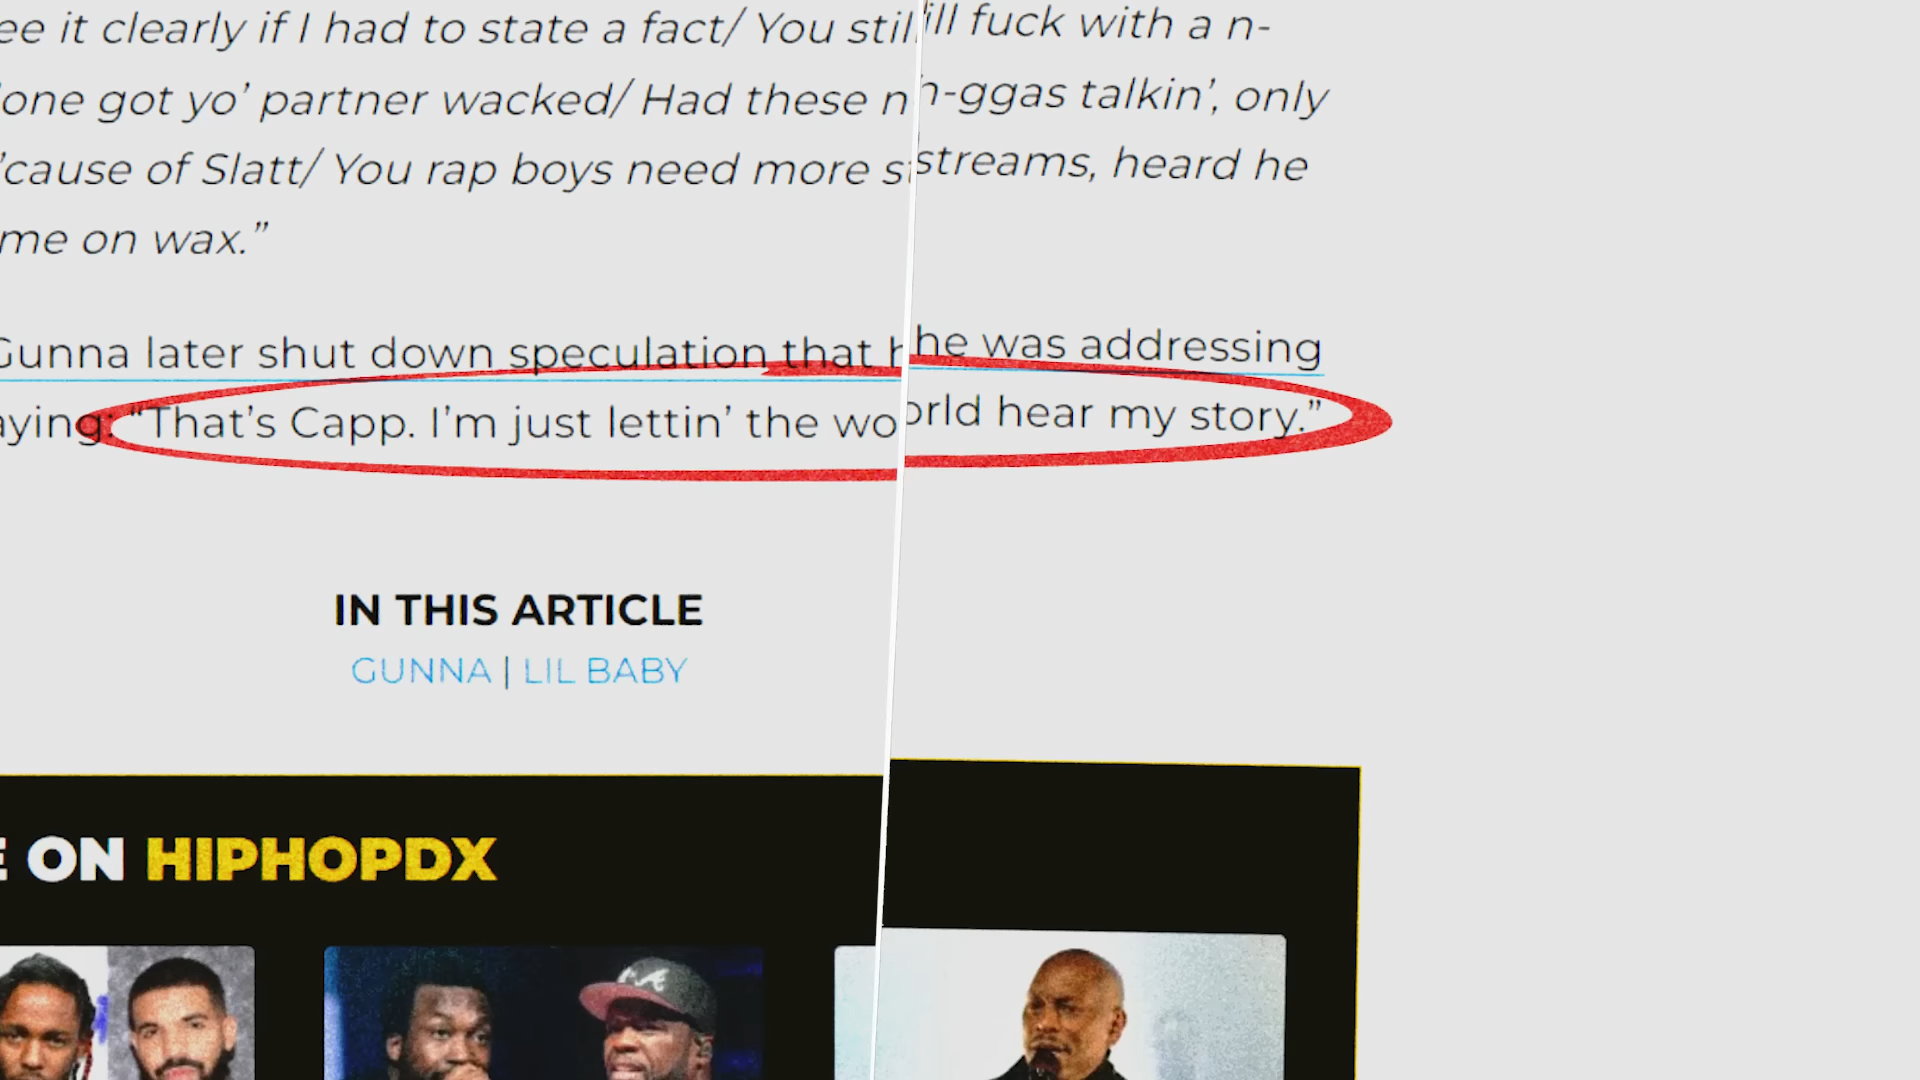 ee it clearly if I had to state a fact/ You still fuck with a n-
one got yo’ partner wacked/ Had these n-ggas talkin’, only
’cause of Slatt/ You rap boys need more streams, heard he
me on wax.”
Gunna later shut down speculation that he was addressing
aying: “That’s Capp. I’m just lettin’ the world hear my story.”
IN THIS ARTICLE
GUNNA | LIL BABY
E ON HIPHOPDX